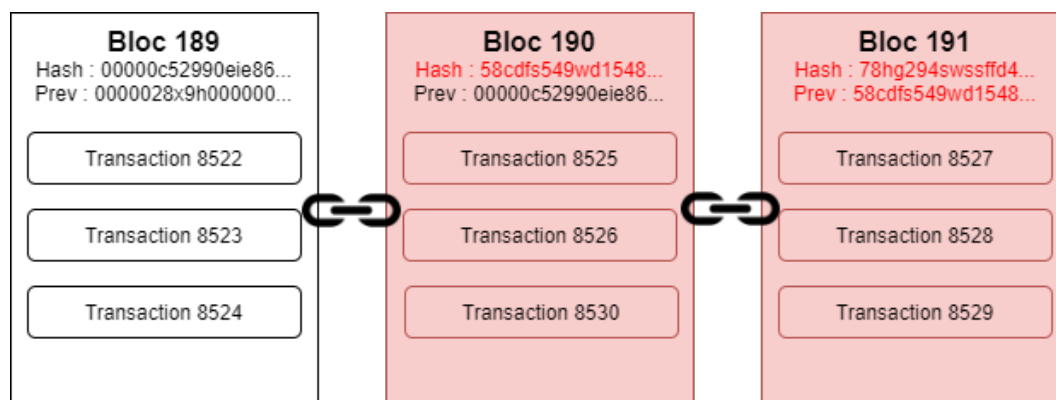 Bloc 189
Hash : 00000c52990eie86...
Prev : 0000028x9h000000...
Transaction 8522
Transaction 8523
Transaction 8524
Bloc 190
Hash : 58cdfs549wd1548...
Prev : 00000c52990eie86...
Transaction 8525
Transaction 8526
Transaction 8530
Bloc 191
Hash : 78hg294swssffd4...
Prev : 58cdfs549wd1548...
Transaction 8527
Transaction 8528
Transaction 8529